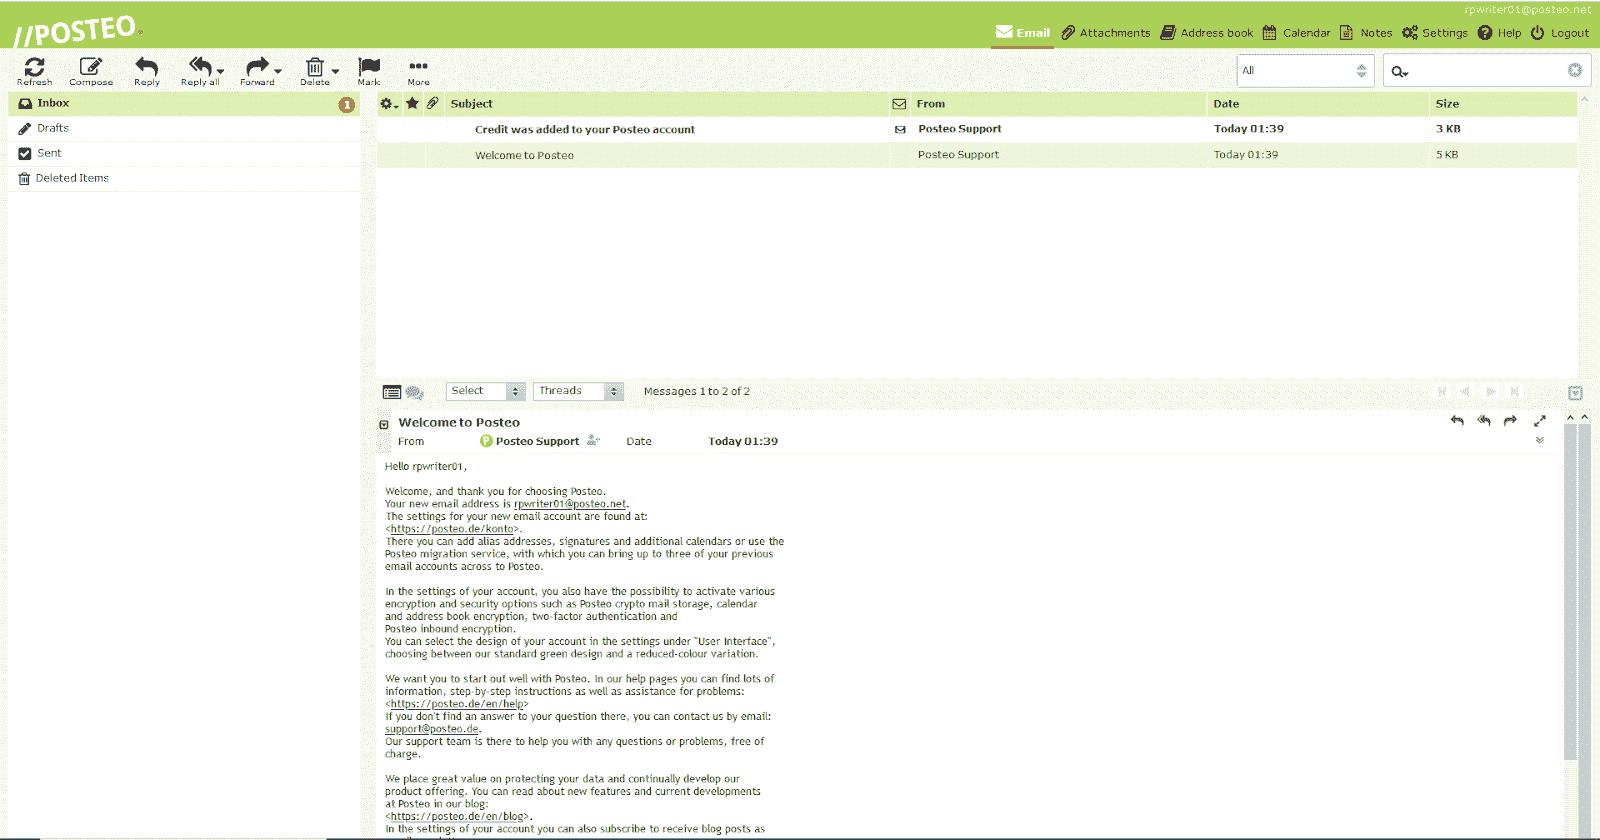 rpwriter01@posteo.net
//POSTEO
Email Attachments Address book Calendar Notes Settings Help Logout
Refresh Compose Reply Reply all Forward Delete Mark More
All
Inbox 1
Drafts
Sent
Deleted Items
Subject From Date Size
Credit was added to your Posteo account Posteo Support Today 01:39 3 KB
Welcome to Posteo Posteo Support Today 01:39 5 KB
Select Threads Messages 1 to 2 of 2
Welcome to Posteo
From Posteo Support Date Today 01:39
Hello rpwriter01,
Welcome, and thank you for choosing Posteo.
Your new email address is rpwriter01@posteo.net.
The settings for your new email account are found at:
<https://posteo.de/konto>.
There you can add alias addresses, signatures and additional calendars or use the
Posteo migration service, with which you can bring up to three of your previous
email accounts across to Posteo.
In the settings of your account, you also have the possibility to activate various
encryption and security options such as Posteo crypto mail storage, calendar
and address book encryption, two-factor authentication and
Posteo inbound encryption.
You can select the design of your account in the settings under "User Interface",
choosing between our standard green design and a reduced-colour variation.
We want you to start out well with Posteo. In our help pages you can find lots of
information, step-by-step instructions as well as assistance for problems:
<https://posteo.de/en/help>
If you don't find an answer to your question there, you can contact us by email:
support@posteo.de.
Our support team is there to help you with any questions or problems, free of
charge.
We place great value on protecting your data and continually develop our
product offering. You can read about new features and current developments
at Posteo in our blog:
<https://posteo.de/en/blog>.
In the settings of your account you can also subscribe to receive blog posts as